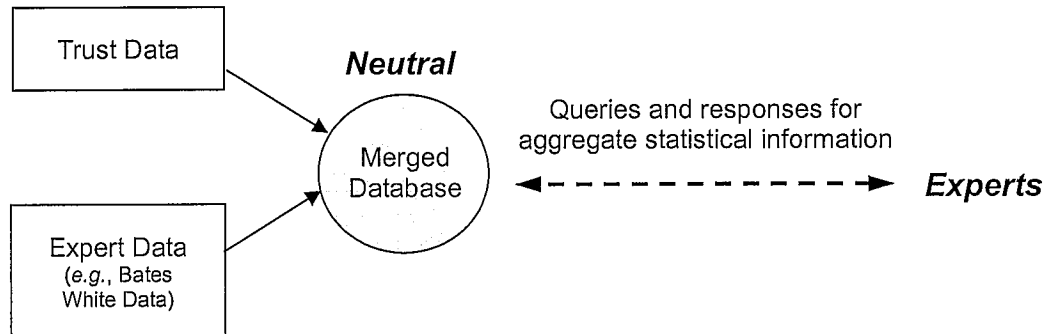 Trust Data
Neutral
Queries and responses for
aggregate statistical information
Merged
Database
Experts
Expert Data
(e.g., Bates
White Data)